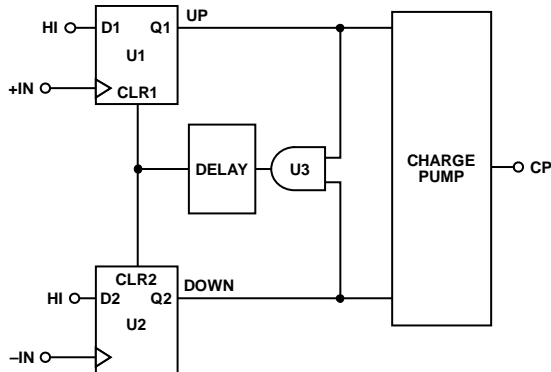 UP
HI D1 Q1
U1
+IN
CLR1
DELAY
U3
CHARGE
PUMP
CP
CLR2
DOWN
HI D2 Q2
U2
–IN